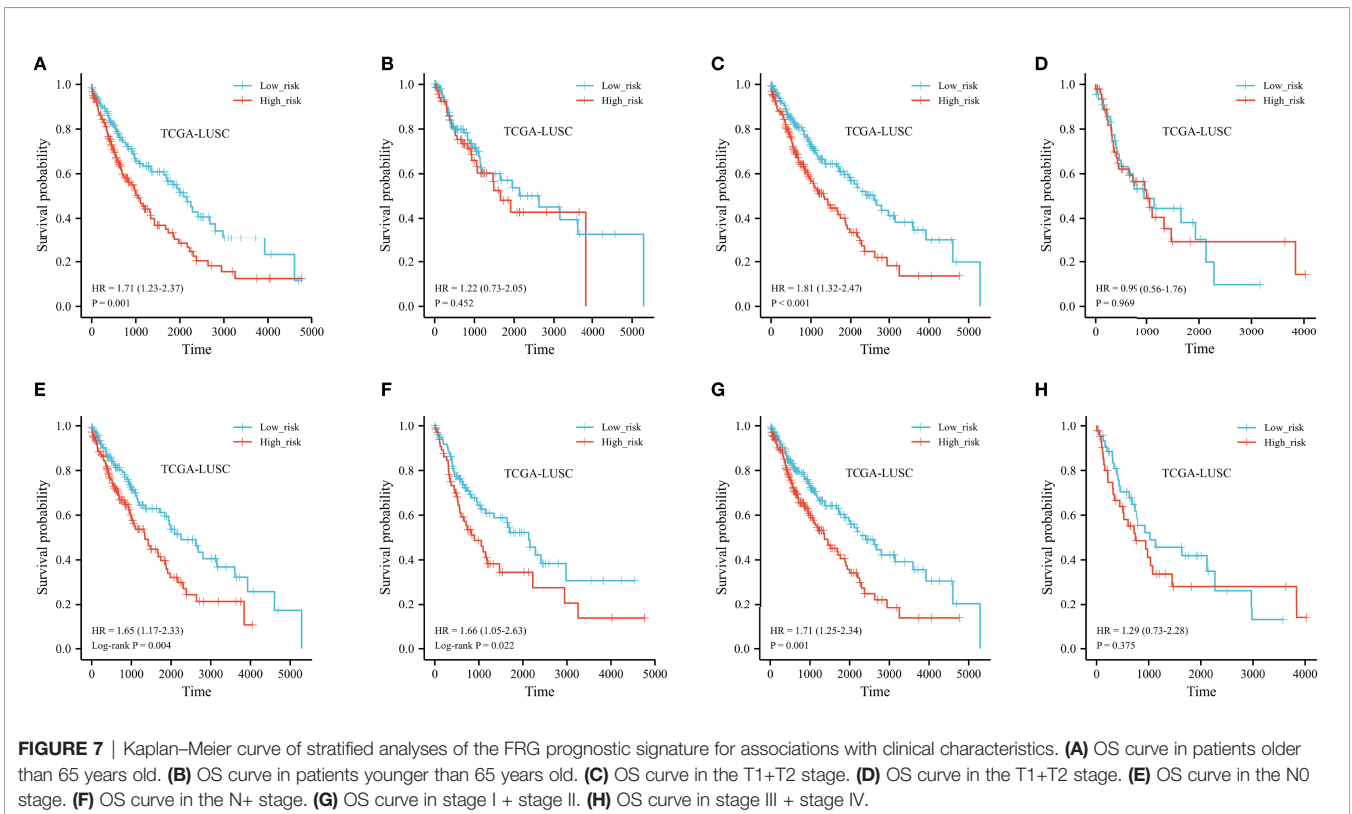 A
1.0
0.8
0.6
0.4
0.2
0.0
Survival probability
Low_risk
High_risk
TCGA-LUSC
HR = 1.71 (1.23-2.37)
P = 0.001
0 1000 2000 3000 4000 5000
Time
B
1.0
0.8
0.6
0.4
0.2
0.0
Survival probability
Low_risk
High_risk
TCGA-LUSC
HR = 1.22 (0.73-2.05)
P = 0.452
0 1000 2000 3000 4000 5000
Time
C
1.0
0.8
0.6
0.4
0.2
0.0
Survival probability
Low_risk
High_risk
TCGA-LUSC
HR = 1.81 (1.32-2.47)
P < 0.001
0 1000 2000 3000 4000 5000
Time
D
1.0
0.8
0.6
0.4
0.2
0.0
Survival probability
Low_risk
High_risk
TCGA-LUSC
HR = 0.99 (0.56-1.76)
P = 0.969
0 1000 2000 3000 4000
Time
E
1.0
0.8
0.6
0.4
0.2
0.0
Survival probability
Low_risk
High_risk
TCGA-LUSC
HR = 1.65 (1.17-2.33)
Log-rank P = 0.004
0 1000 2000 3000 4000 5000
Time
F
1.0
0.8
0.6
0.4
0.2
0.0
Survival probability
Low_risk
High_risk
TCGA-LUSC
HR = 1.66 (1.05-2.63)
Log-rank P = 0.022
0 1000 2000 3000 4000 5000
Time
G
1.0
0.8
0.6
0.4
0.2
0.0
Survival probability
Low_risk
High_risk
TCGA-LUSC
HR = 1.71 (1.25-2.34)
P = 0.001
0 1000 2000 3000 4000 5000
Time
H
1.0
0.8
0.6
0.4
0.2
0.0
Survival probability
Low_risk
High_risk
TCGA-LUSC
HR = 1.29 (0.73-2.28)
P = 0.375
0 1000 2000 3000 4000
Time
FIGURE 7 | Kaplan–Meier curve of stratified analyses of the FRG prognostic signature for associations with clinical characteristics. (A) OS curve in patients older
than 65 years old. (B) OS curve in patients younger than 65 years old. (C) OS curve in the T1+T2 stage. (D) OS curve in the T1+T2 stage. (E) OS curve in the N0
stage. (F) OS curve in the N+ stage. (G) OS curve in stage I + stage II. (H) OS curve in stage III + stage IV.